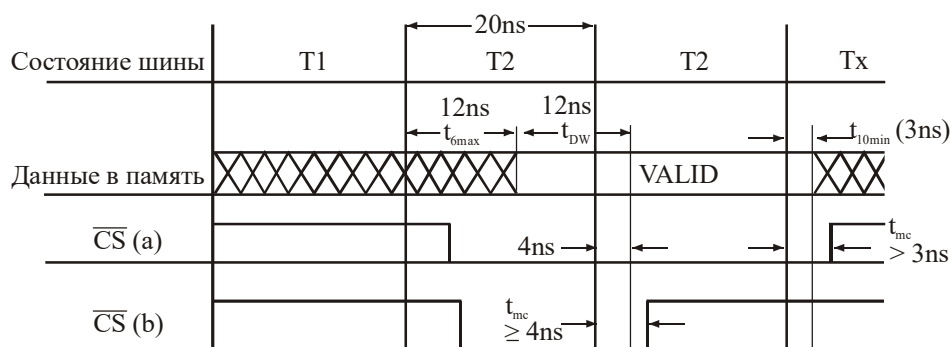 20ns
Состояние шины T1 T2 T2 Tx
12ns 12ns
t6max tDW t10min (3ns)
Данные в память VALID
CS (a) 4ns tmc
> 3ns
CS (b) tmc
≥ 4ns